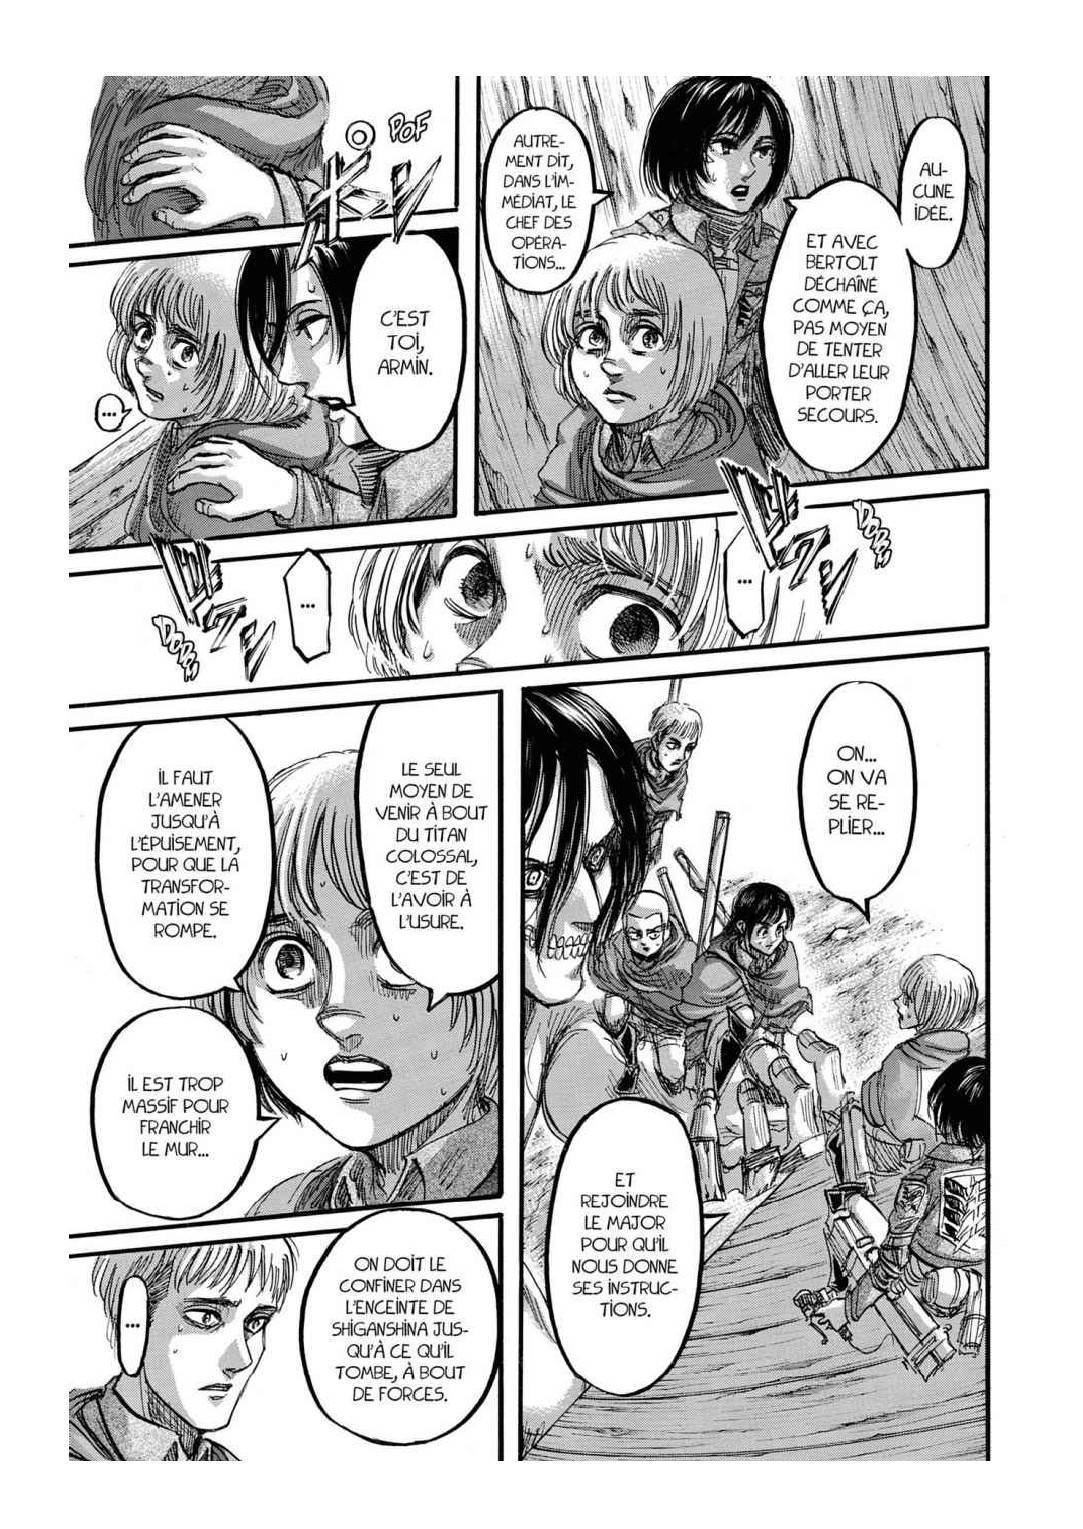 AU-
CUNE
IDÉE.
ET AVEC
BERTOLT
DÉCHAÎNÉ
COMME ÇA,
PAS MOYEN
DE TENTER
D'ALLER LEUR
PORTER
SECOURS.
AUTRE-
MENT DIT,
DANS L'IM-
MÉDIAT, LE
CHEF DES
OPÉRA-
TIONS...
POF
ポン
C'EST
TOI,
ARMIN.
...
DOBE
...
...
DOBE
ON...
ON VA
SE RE-
PLIER...
ET
REJOINDRE
LE MAJOR
POUR QU'IL
NOUS DONNE
SES INSTRUC-
TIONS.
LE SEUL
MOYEN DE
VENIR À BOUT
DU TITAN
COLOSSAL,
C'EST DE
L'AVOIR À
L'USURE.
IL FAUT
L'AMENER
JUSQU'À
L'ÉPUISEMENT,
POUR QUE LA
TRANSFOR-
MATION SE
ROMPE.
IL EST TROP
MASSIF POUR
FRANCHIR
LE MUR...
ON DOIT LE
CONFINER DANS
L'ENCEINTE DE
SHIGANSHINA JUS-
QU'À CE QU'IL
TOMBE, À BOUT
DE FORCES.
...